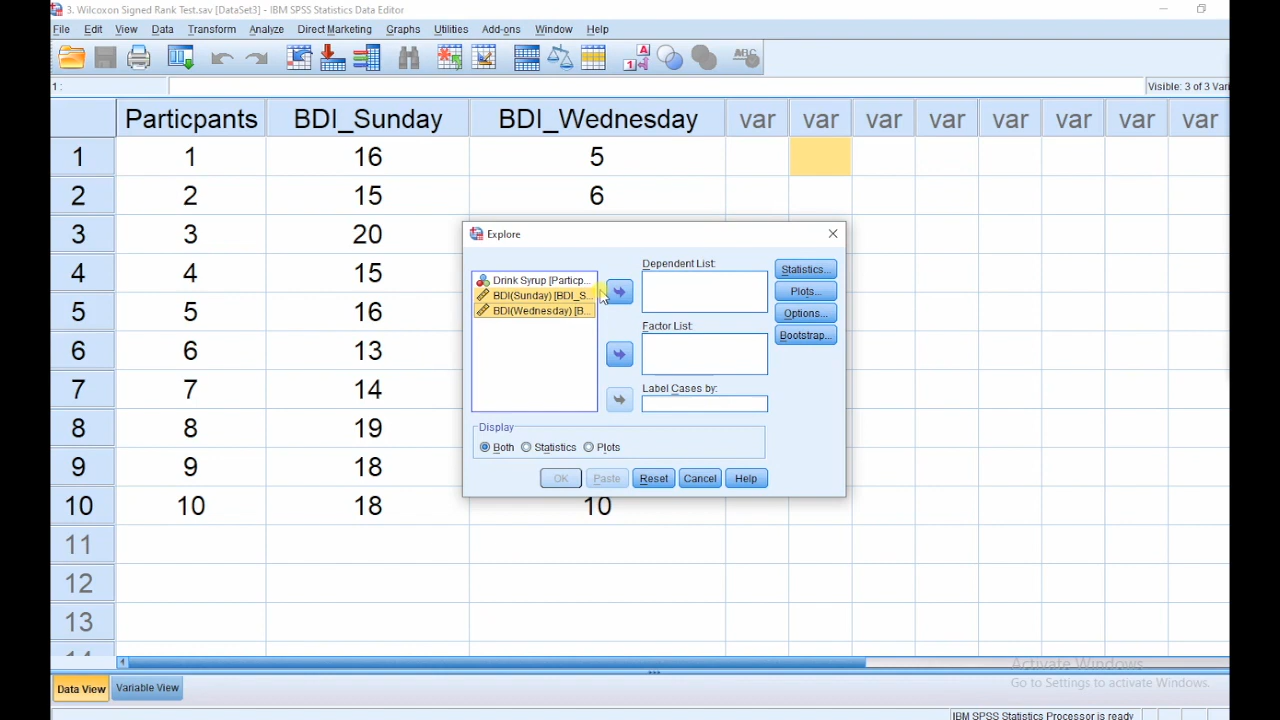 3. Wilcoxon Signed Rank Test.sav [DataSet3] - IBM SPSS Statistics Data Editor
File Edit View Data Transform Analyze Direct Marketing Graphs Utilities Add-ons Window Help
1 :
Visible: 3 of 3 Vari
Particpants BDI_Sunday BDI_Wednesday var var var var var var var var
1 1 16 5
2 2 15 6
3 3 20
4 4 15
5 5 16
6 6 13
7 7 14
8 8 19
9 9 18
10 10 18 10
11
12
13
14
Explore
Drink Syrup [Particp...
BDI(Sunday) [BDI_S...
BDI(Wednesday) [B...
Dependent List:
Factor List:
Label Cases by:
Statistics...
Plots...
Options...
Bootstrap...
Display
Both Statistics Plots
OK Paste Reset Cancel Help
Activate Windows
Go to Settings to activate Windows.
Data View Variable View
IBM SPSS Statistics Processor is ready